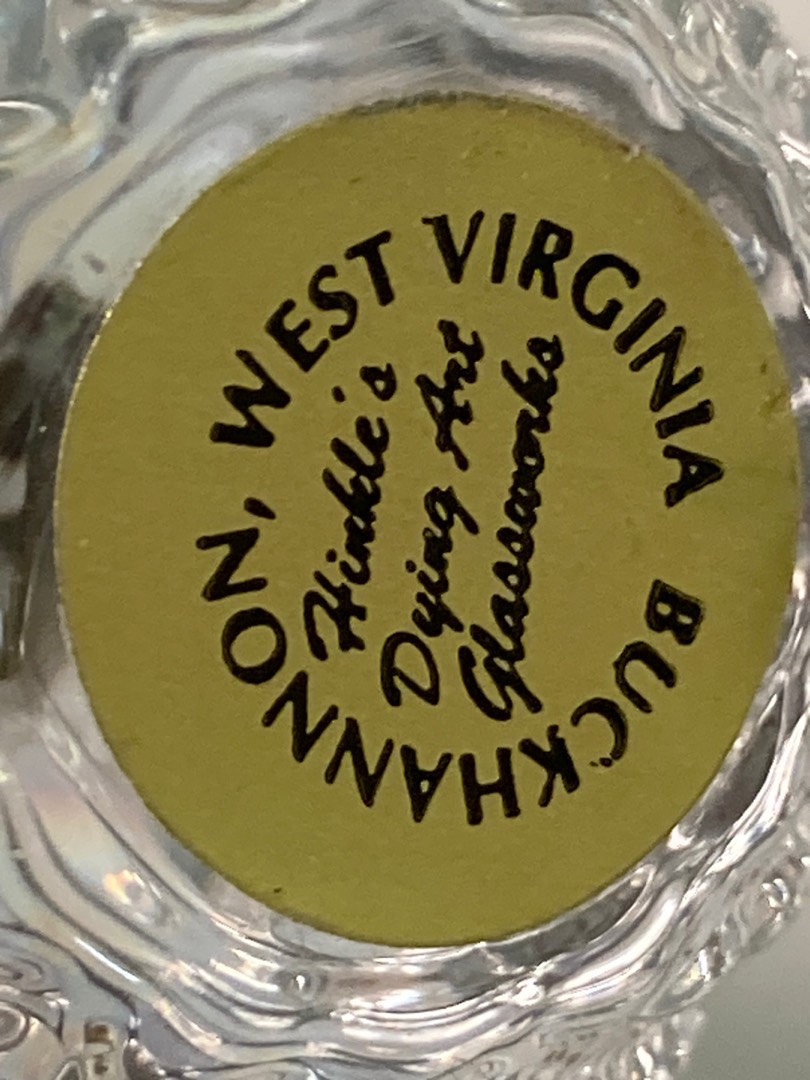 BUCKHANNON, WEST VIRGINIA
Hinkle's
Dying Art
Glassworks